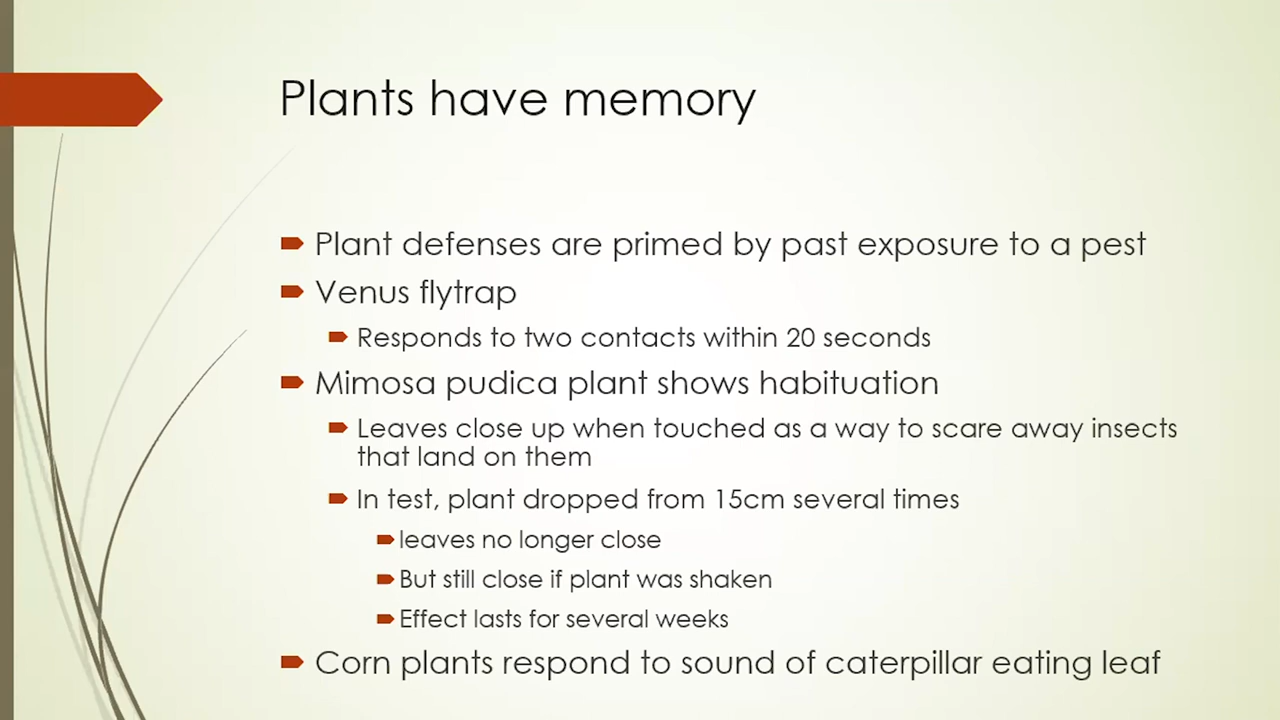 Plants have memory
Plant defenses are primed by past exposure to a pest
Venus flytrap
Responds to two contacts within 20 seconds
Mimosa pudica plant shows habituation
Leaves close up when touched as a way to scare away insects
that land on them
In test, plant dropped from 15cm several times
leaves no longer close
But still close if plant was shaken
Effect lasts for several weeks
Corn plants respond to sound of caterpillar eating leaf